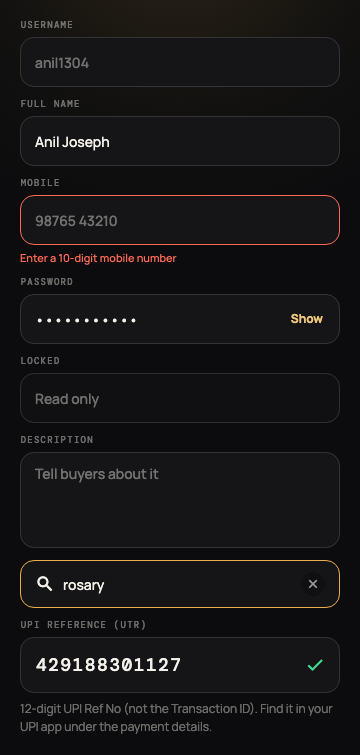 USERNAME
anil1304
FULL NAME
Anil Joseph
MOBILE
98765 43210
Enter a 10-digit mobile number
PASSWORD
•••••••••••
Show
LOCKED
Read only
DESCRIPTION
Tell buyers about it
rosary
UPI REFERENCE (UTR)
429188301127
12-digit UPI Ref No (not the Transaction ID). Find it in your
UPI app under the payment details.